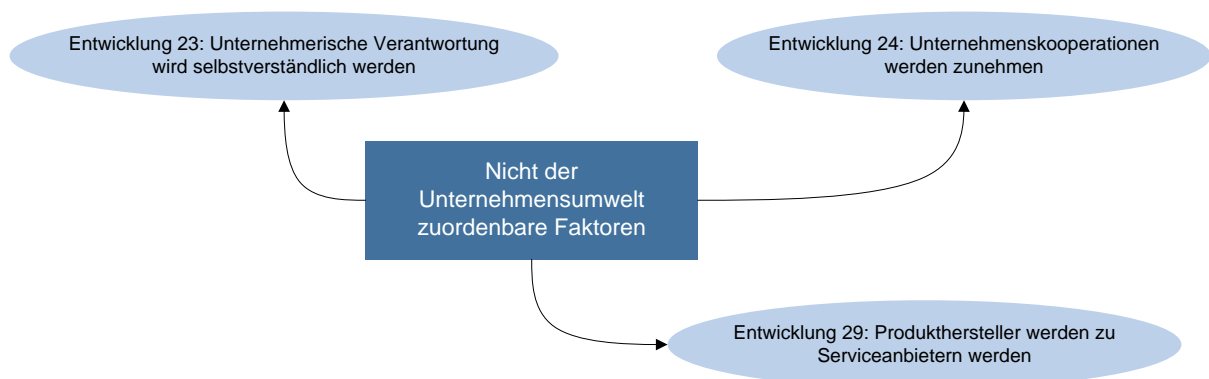 Entwicklung 23: Unternehmerische Verantwortung
wird selbstverständlich werden
Entwicklung 24: Unternehmenskooperationen
werden zunehmen
Nicht der
Unternehmensumwelt
zuordenbare Faktoren
Entwicklung 29: Produkthersteller werden zu
Serviceanbietern werden